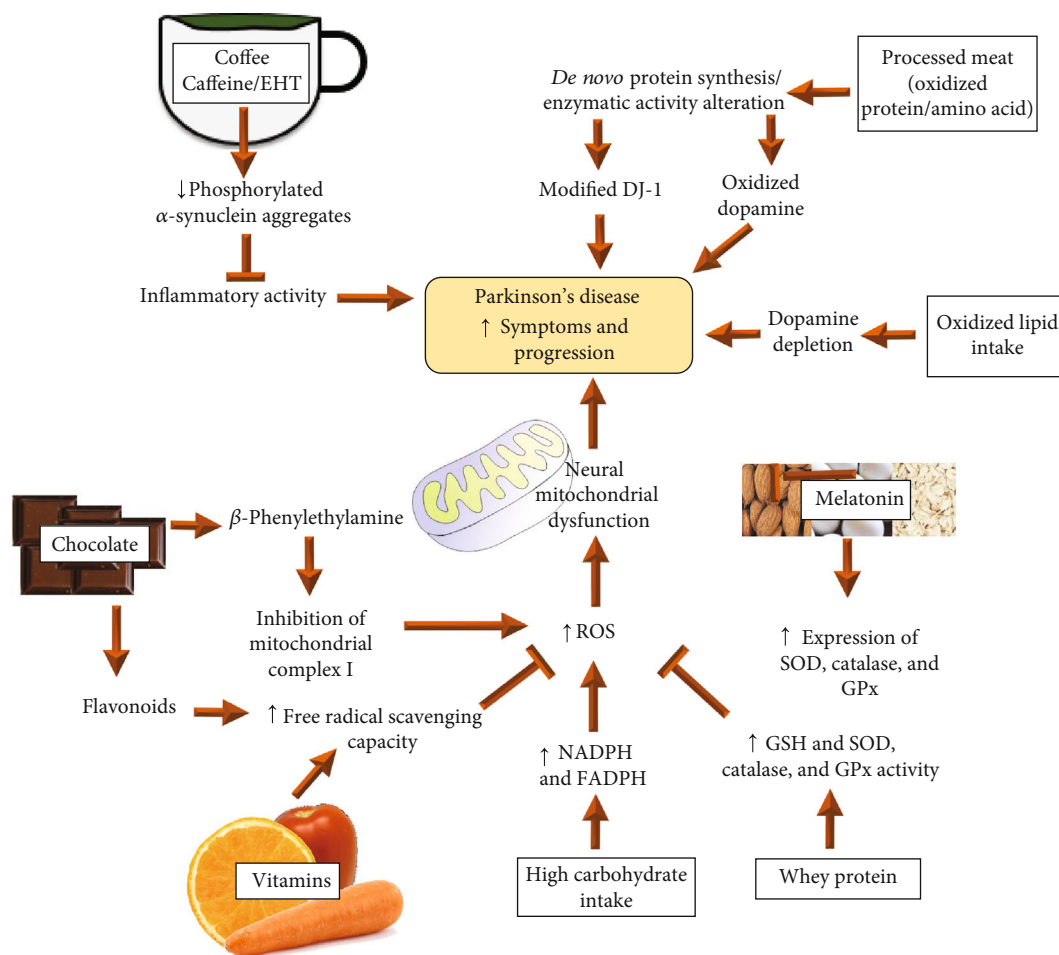 Coffee
Caffeine/EHT
↓Phosphorylated
α-synuclein aggregates
Inflammatory activity
De novo protein synthesis/
enzymatic activity alteration
Processed meat
(oxidized
protein/amino acid)
Modified DJ-1
Oxidized
dopamine
Parkinson's disease
↑ Symptoms and
progression
Dopamine
depletion
Oxidized lipid
intake
Neural
mitochondrial
dysfunction
Melatonin
Chocolate
β-Phenylethylamine
Inhibition of
mitochondrial
complex I
↑ROS
↑ Expression of
SOD, catalase, and
GPx
Flavonoids
↑ Free radical scavenging
capacity
↑ NADPH
and FADPH
↑ GSH and SOD,
catalase, and GPx activity
Vitamins
High carbohydrate
intake
Whey protein